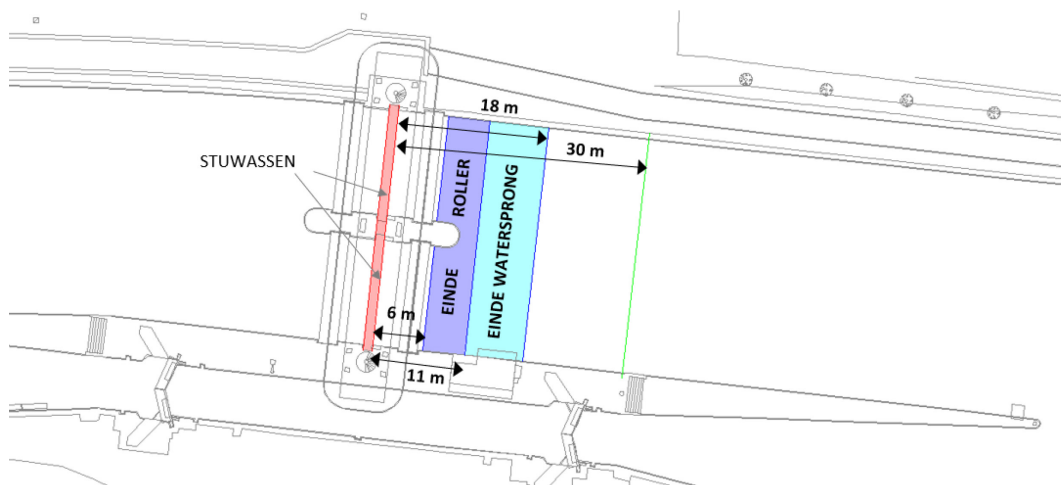 18 m
30 m
STUWASSEN
EINDE ROLLER
EINDE WATERSPRONG
6 m
11 m